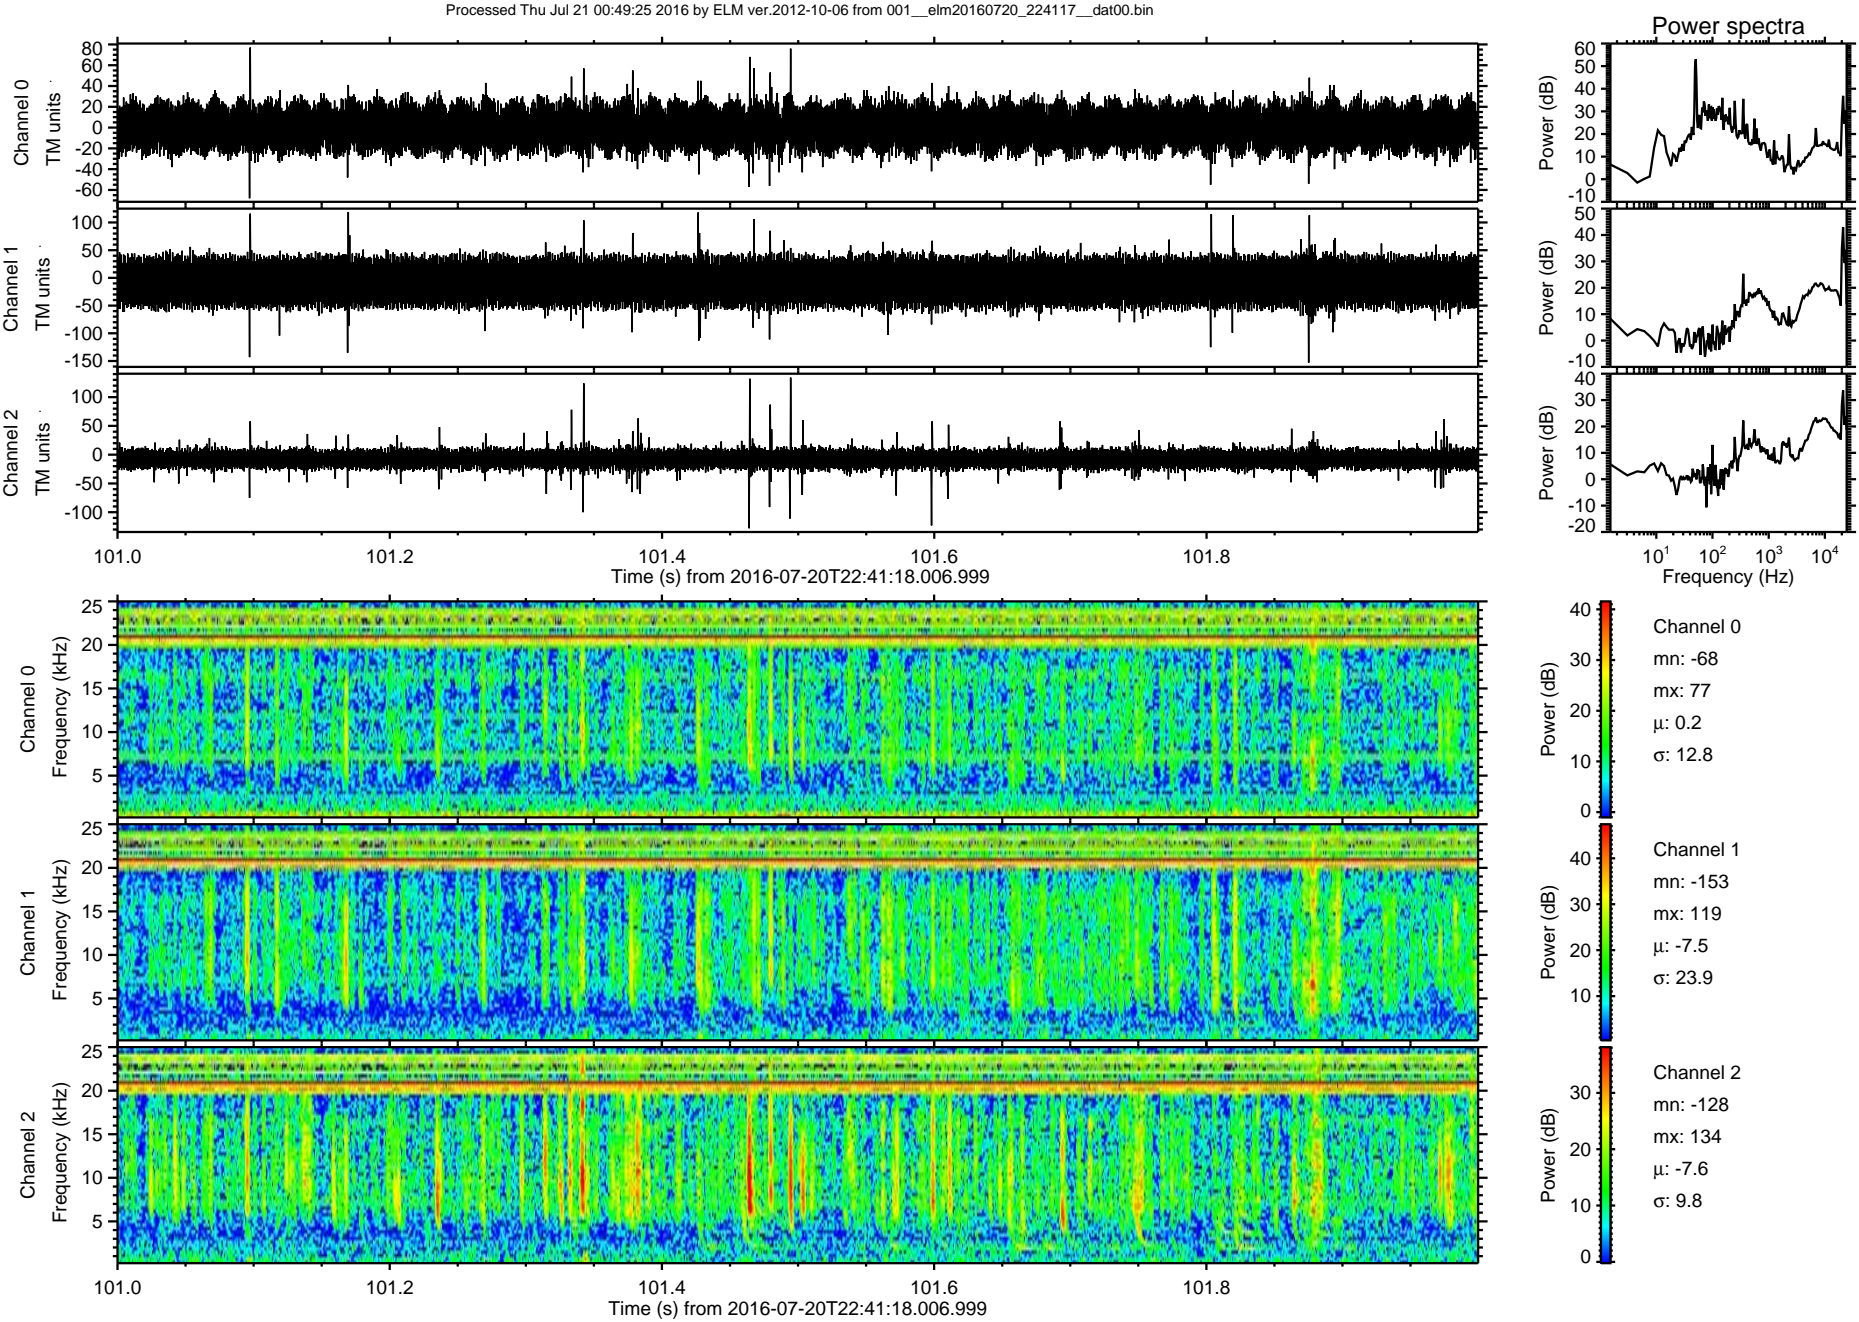 Processed Thu Jul 21 00:49:25 2016 by ELM ver.2012-10-06 from 001__elm20160720_224117__dat00.bin
Power spectra
Channel 0
TM units
80
60
40
20
0
-20
-40
-60
Power (dB)
60
50
40
30
20
10
0
-10
Channel 1
TM units
100
50
0
-50
-100
-150
Power (dB)
50
40
30
20
10
0
-10
Channel 2
TM units
100
50
0
-50
-100
Power (dB)
40
30
20
10
0
-10
-20
101.0 101.2 101.4 101.6 101.8
Time (s) from 2016-07-20T22:41:18.006.999
10^1 10^2 10^3 10^4
Frequency (Hz)
Channel 0
Frequency (kHz)
25
20
15
10
5
Power (dB)
40
30
20
10
0
Channel 0
mn: -68
mx: 77
μ: 0.2
σ: 12.8
Channel 1
Frequency (kHz)
25
20
15
10
5
Power (dB)
40
30
20
10
Channel 1
mn: -153
mx: 119
μ: -7.5
σ: 23.9
Channel 2
Frequency (kHz)
25
20
15
10
5
Power (dB)
30
20
10
0
Channel 2
mn: -128
mx: 134
μ: -7.6
σ: 9.8
101.0 101.2 101.4 101.6 101.8
Time (s) from 2016-07-20T22:41:18.006.999